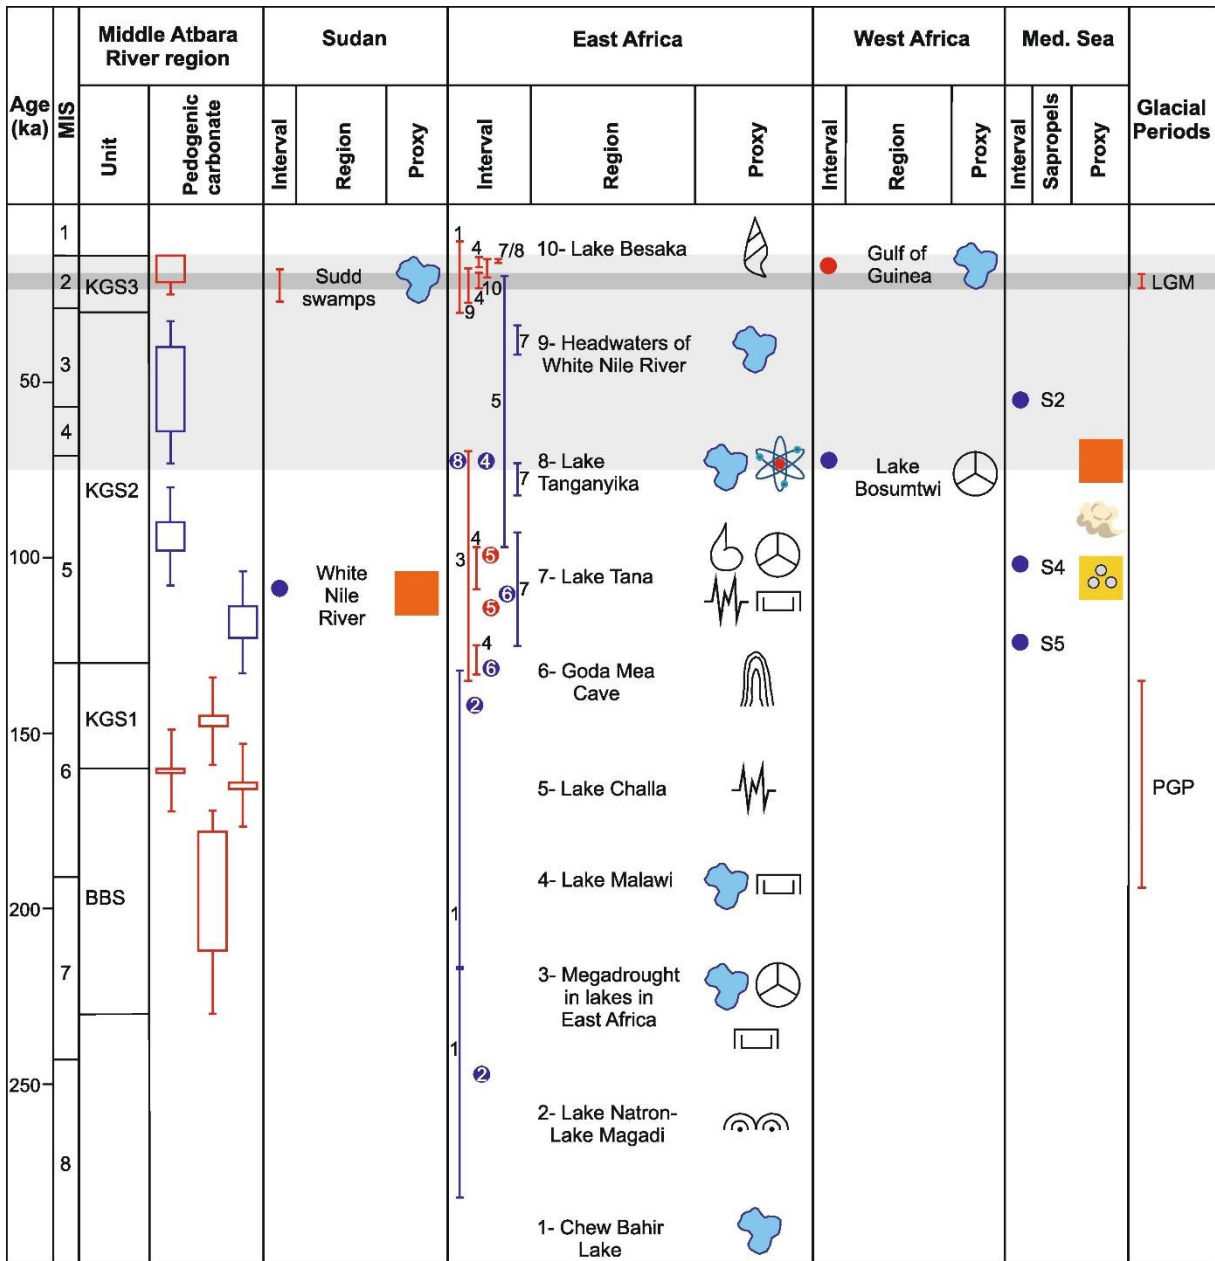 Middle Atbara
River region
Sudan
East Africa
West Africa
Med. Sea
Age
(ka)
MIS
Unit
Pedogenic
carbonate
Interval
Region
Proxy
Interval
Region
Proxy
Interval
Region
Proxy
Interval
Sapropels
Proxy
Glacial
Periods
1
1
4
7/8
10- Lake Besaka
Gulf of
Guinea
2
KGS3
Sudd
swamps
10
4
9
LGM
3
7
9- Headwaters of
White Nile River
50
5
S2
4
8
4
8- Lake
Tanganyika
Lake
Bosumtwi
KGS2
7
100
4
3
5
S4
5
White
Nile
River
6
7
7- Lake Tana
5
4
S5
6
6- Goda Mea
Cave
KGS1
2
150
6
5- Lake Challa
PGP
BBS
4- Lake Malawi
200
1
7
3- Megadrought
in lakes in
East Africa
1
250
2
2- Lake Natron-
Lake Magadi
8
1- Chew Bahir
Lake